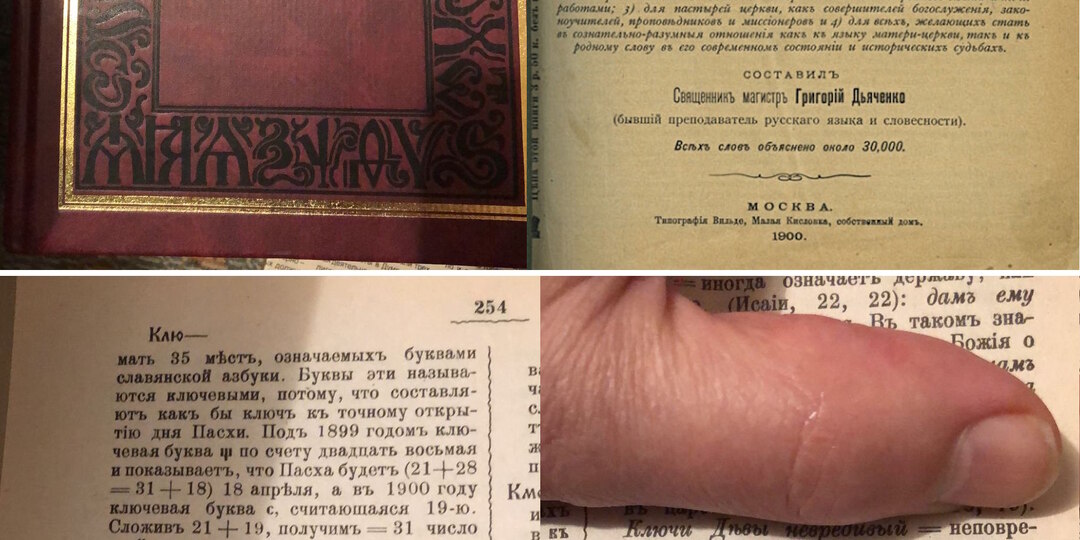 работами; 3) для пастырей церкви, какъ совершителей богослуженія, зако-
ноучителей, проповѣдниковъ и миссіонеровъ и 4) для всѣхъ, желающихъ стать
въ сознательно-разумныя отношенія какъ къ языку матери-церкви, такъ и къ
родному слову въ его современномъ состояніи и историческихъ судьбахъ.
СОСТАВИЛЪ
Священникъ магистръ Григорій Дьяченко
(бывшій преподаватель русскаго языка и словесности).
Всѣхъ словъ объяснено около 30,000.
МОСКВА.
Типографія Вильде, Малая Кисловка, собственный домъ.
1900.
Цѣна этой книги 3 р. 50 к.
254
Клю—
мать 35 мѣстъ, означаемыхъ буквами
славянской азбуки. Буквы эти называ-
ются ключевыми, потому, что составля-
ютъ какъ бы ключъ къ точному откры-
тію дня Пасхи. Подъ 1899 годомъ клю-
чевая буква ψ по счету двадцать восьмая
и показываетъ, что Пасха будетъ (21+28
=31+18) 18 апрѣля, а въ 1900 году
ключевая буква с, считающаяся 19-ю.
Сложивъ 21+19, получимъ=31 число
=иногда означаетъ державу,
(Исаіи, 22, 22): дамъ ему
Въ такомъ зна-
Божія о
Ключи Дѣвы невредивый = неповре-